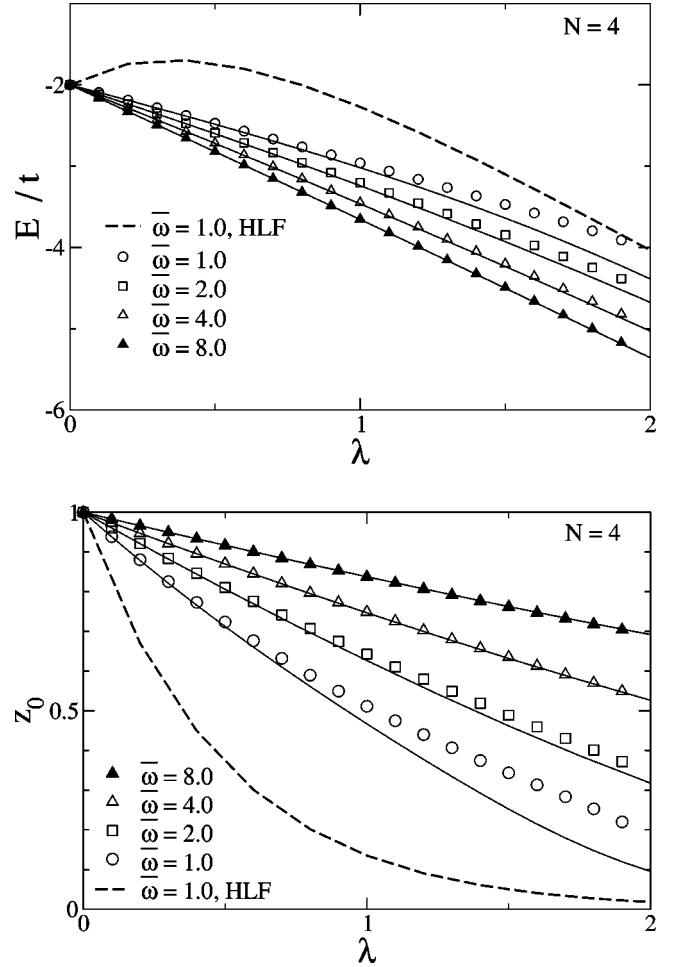 N = 4
-2
-4
-6
E / t
ω̅ = 1.0, HLF
ω̅ = 1.0
ω̅ = 2.0
ω̅ = 4.0
ω̅ = 8.0
0 1 2
λ
N = 4
1
0.5
0
z₀
ω̅ = 8.0
ω̅ = 4.0
ω̅ = 2.0
ω̅ = 1.0
ω̅ = 1.0, HLF
0 1 2
λ